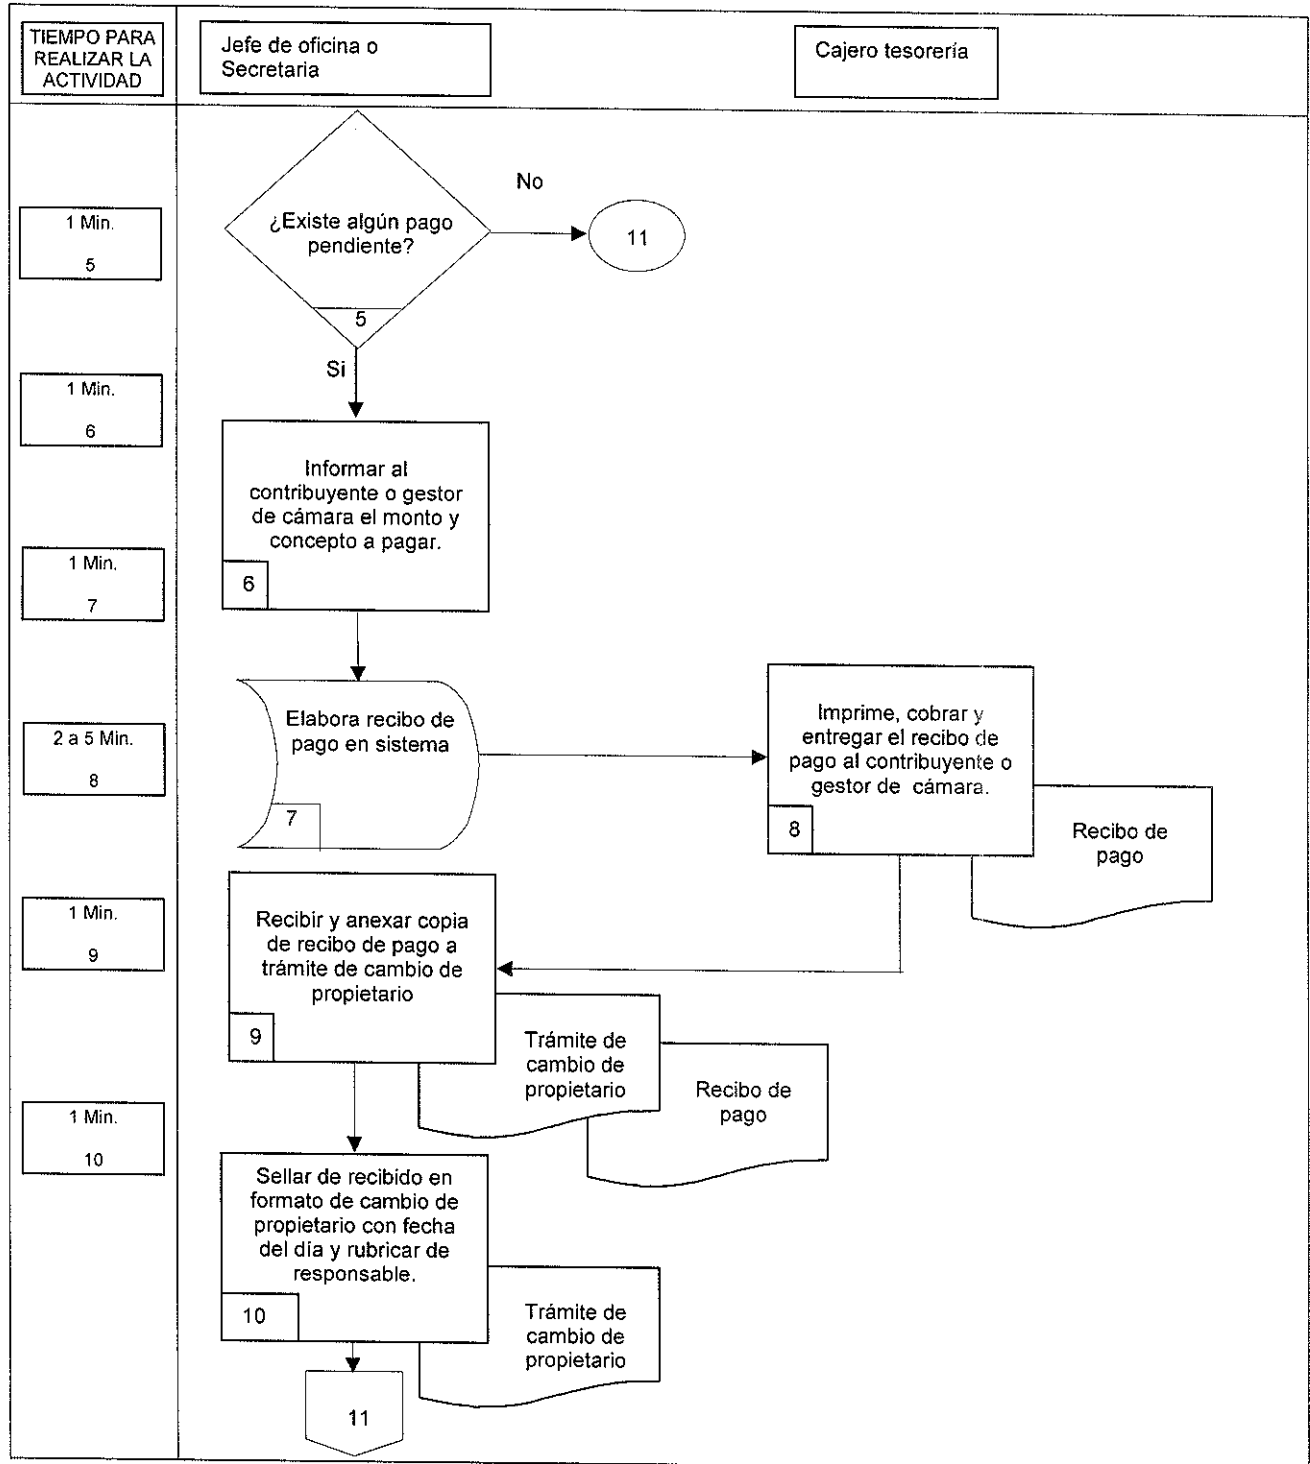 TIEMPO PARA
REALIZAR LA
ACTIVIDAD
Jefe de oficina o
Secretaria
Cajero tesorería
1 Min.
5
¿Existe algún pago
pendiente?
5
No
11
Si
1 Min.
6
Informar al
contribuyente o gestor
de cámara el monto y
concepto a pagar.
6
1 Min.
7
Elabora recibo de
pago en sistema
7
2 a 5 Min.
8
Imprime, cobrar y
entregar el recibo de
pago al contribuyente o
gestor de cámara.
8
Recibo de
pago
1 Min.
9
Recibir y anexar copia
de recibo de pago a
trámite de cambio de
propietario
9
Trámite de
cambio de
propietario
Recibo de
pago
1 Min.
10
Sellar de recibido en
formato de cambio de
propietario con fecha
del día y rubricar de
responsable.
10
Trámite de
cambio de
propietario
11